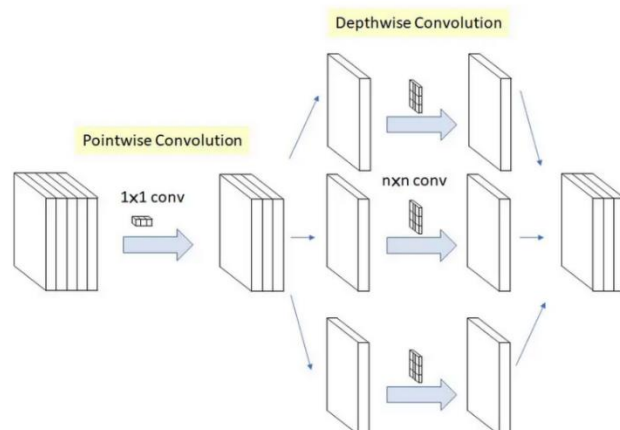 Depthwise Convolution
Pointwise Convolution
1x1 conv
nxn conv